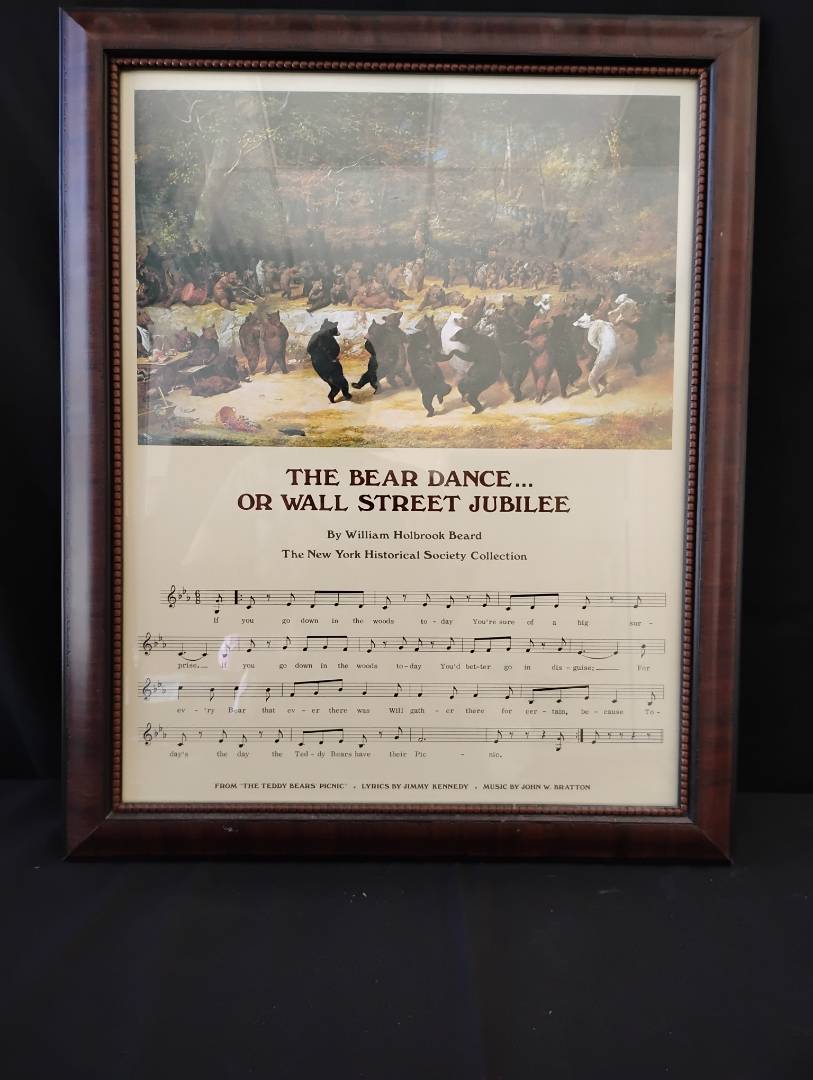 THE BEAR DANCE...
OR WALL STREET JUBILEE
By William Holbrook Beard
The New York Historical Society Collection
If you go down in the woods to - day You're sure of a big sur -
prise. If you go down in the woods to-day You'd bet-ter go in dis - guise; For
ev - 'ry Bear that ev - er there was Will gath - er there for cer - tain, be - cause To -
day's the day the Ted - dy Bears have their Pic - nic.
FROM "THE TEDDY BEARS' PICNIC" • LYRICS BY JIMMY KENNEDY • MUSIC BY JOHN W. BRATTON